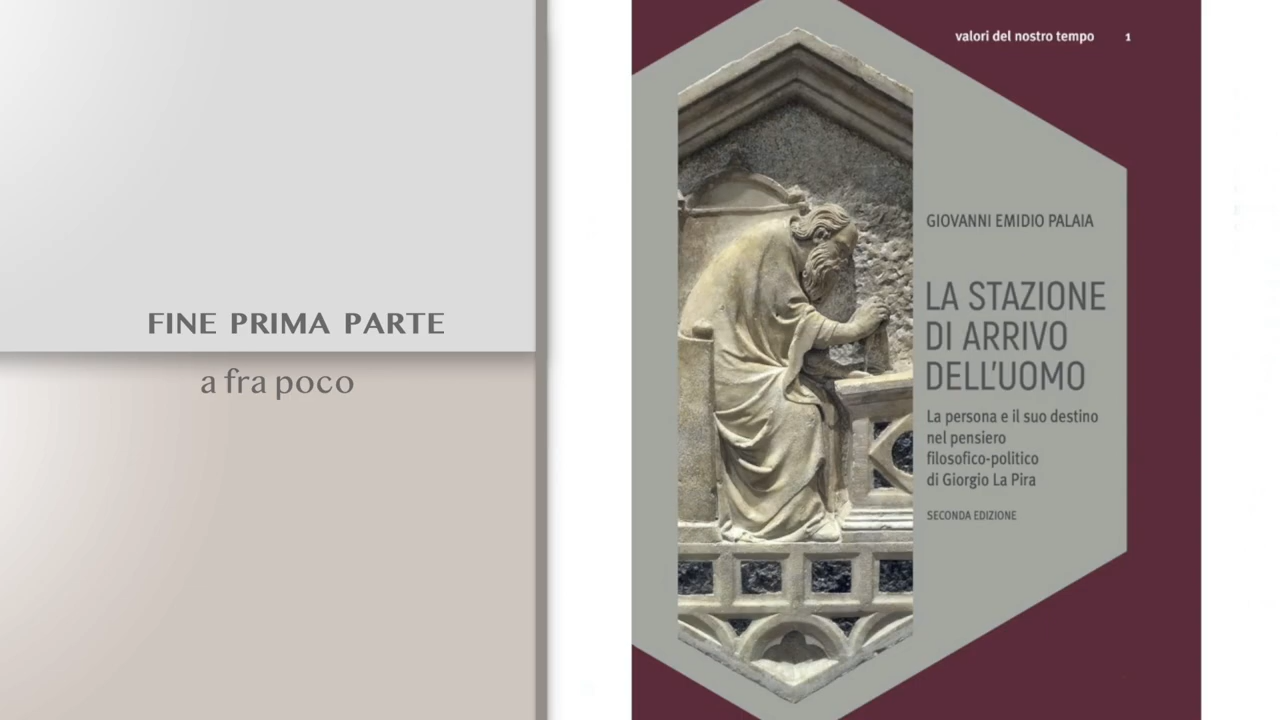 FINE PRIMA PARTE
a fra poco
valori del nostro tempo 1
GIOVANNI EMIDIO PALAIA
LA STAZIONE
DI ARRIVO
DELL'UOMO
La persona e il suo destino
nel pensiero
filosofico-politico
di Giorgio La Pira
SECONDA EDIZIONE